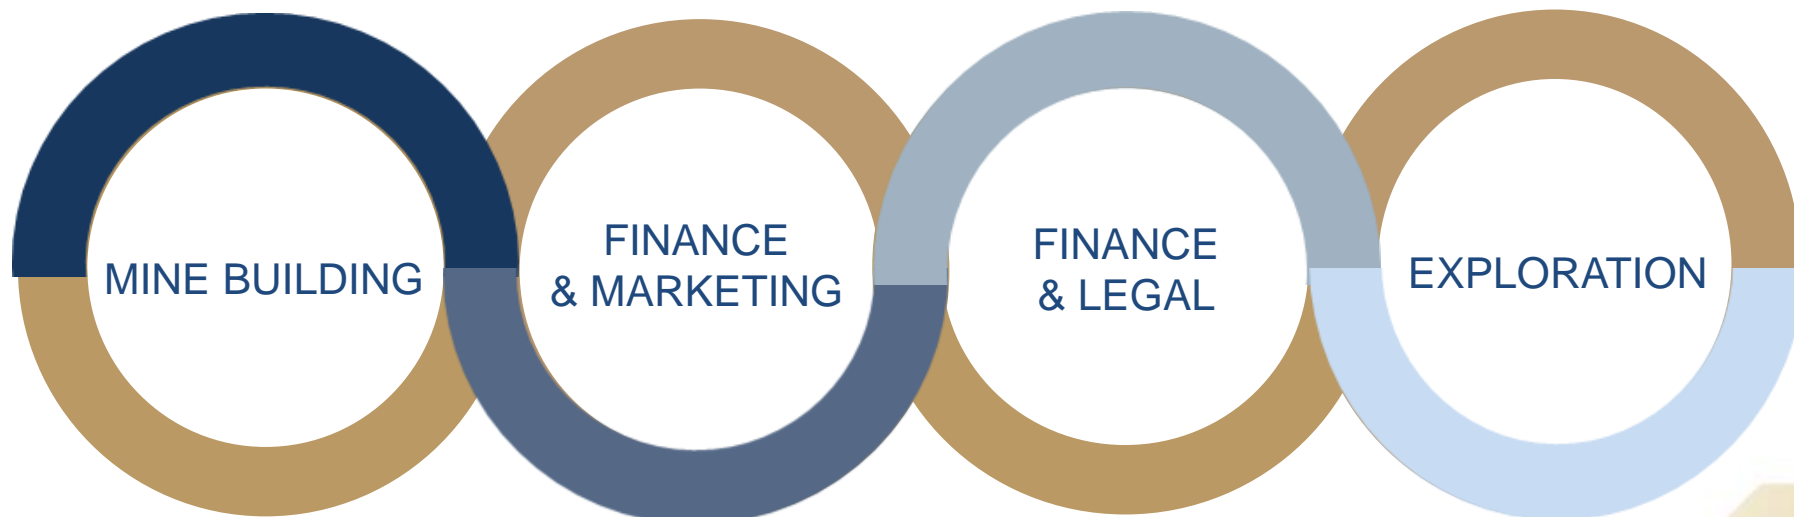 MINE BUILDING
FINANCE
& MARKETING
FINANCE
& LEGAL
EXPLORATION